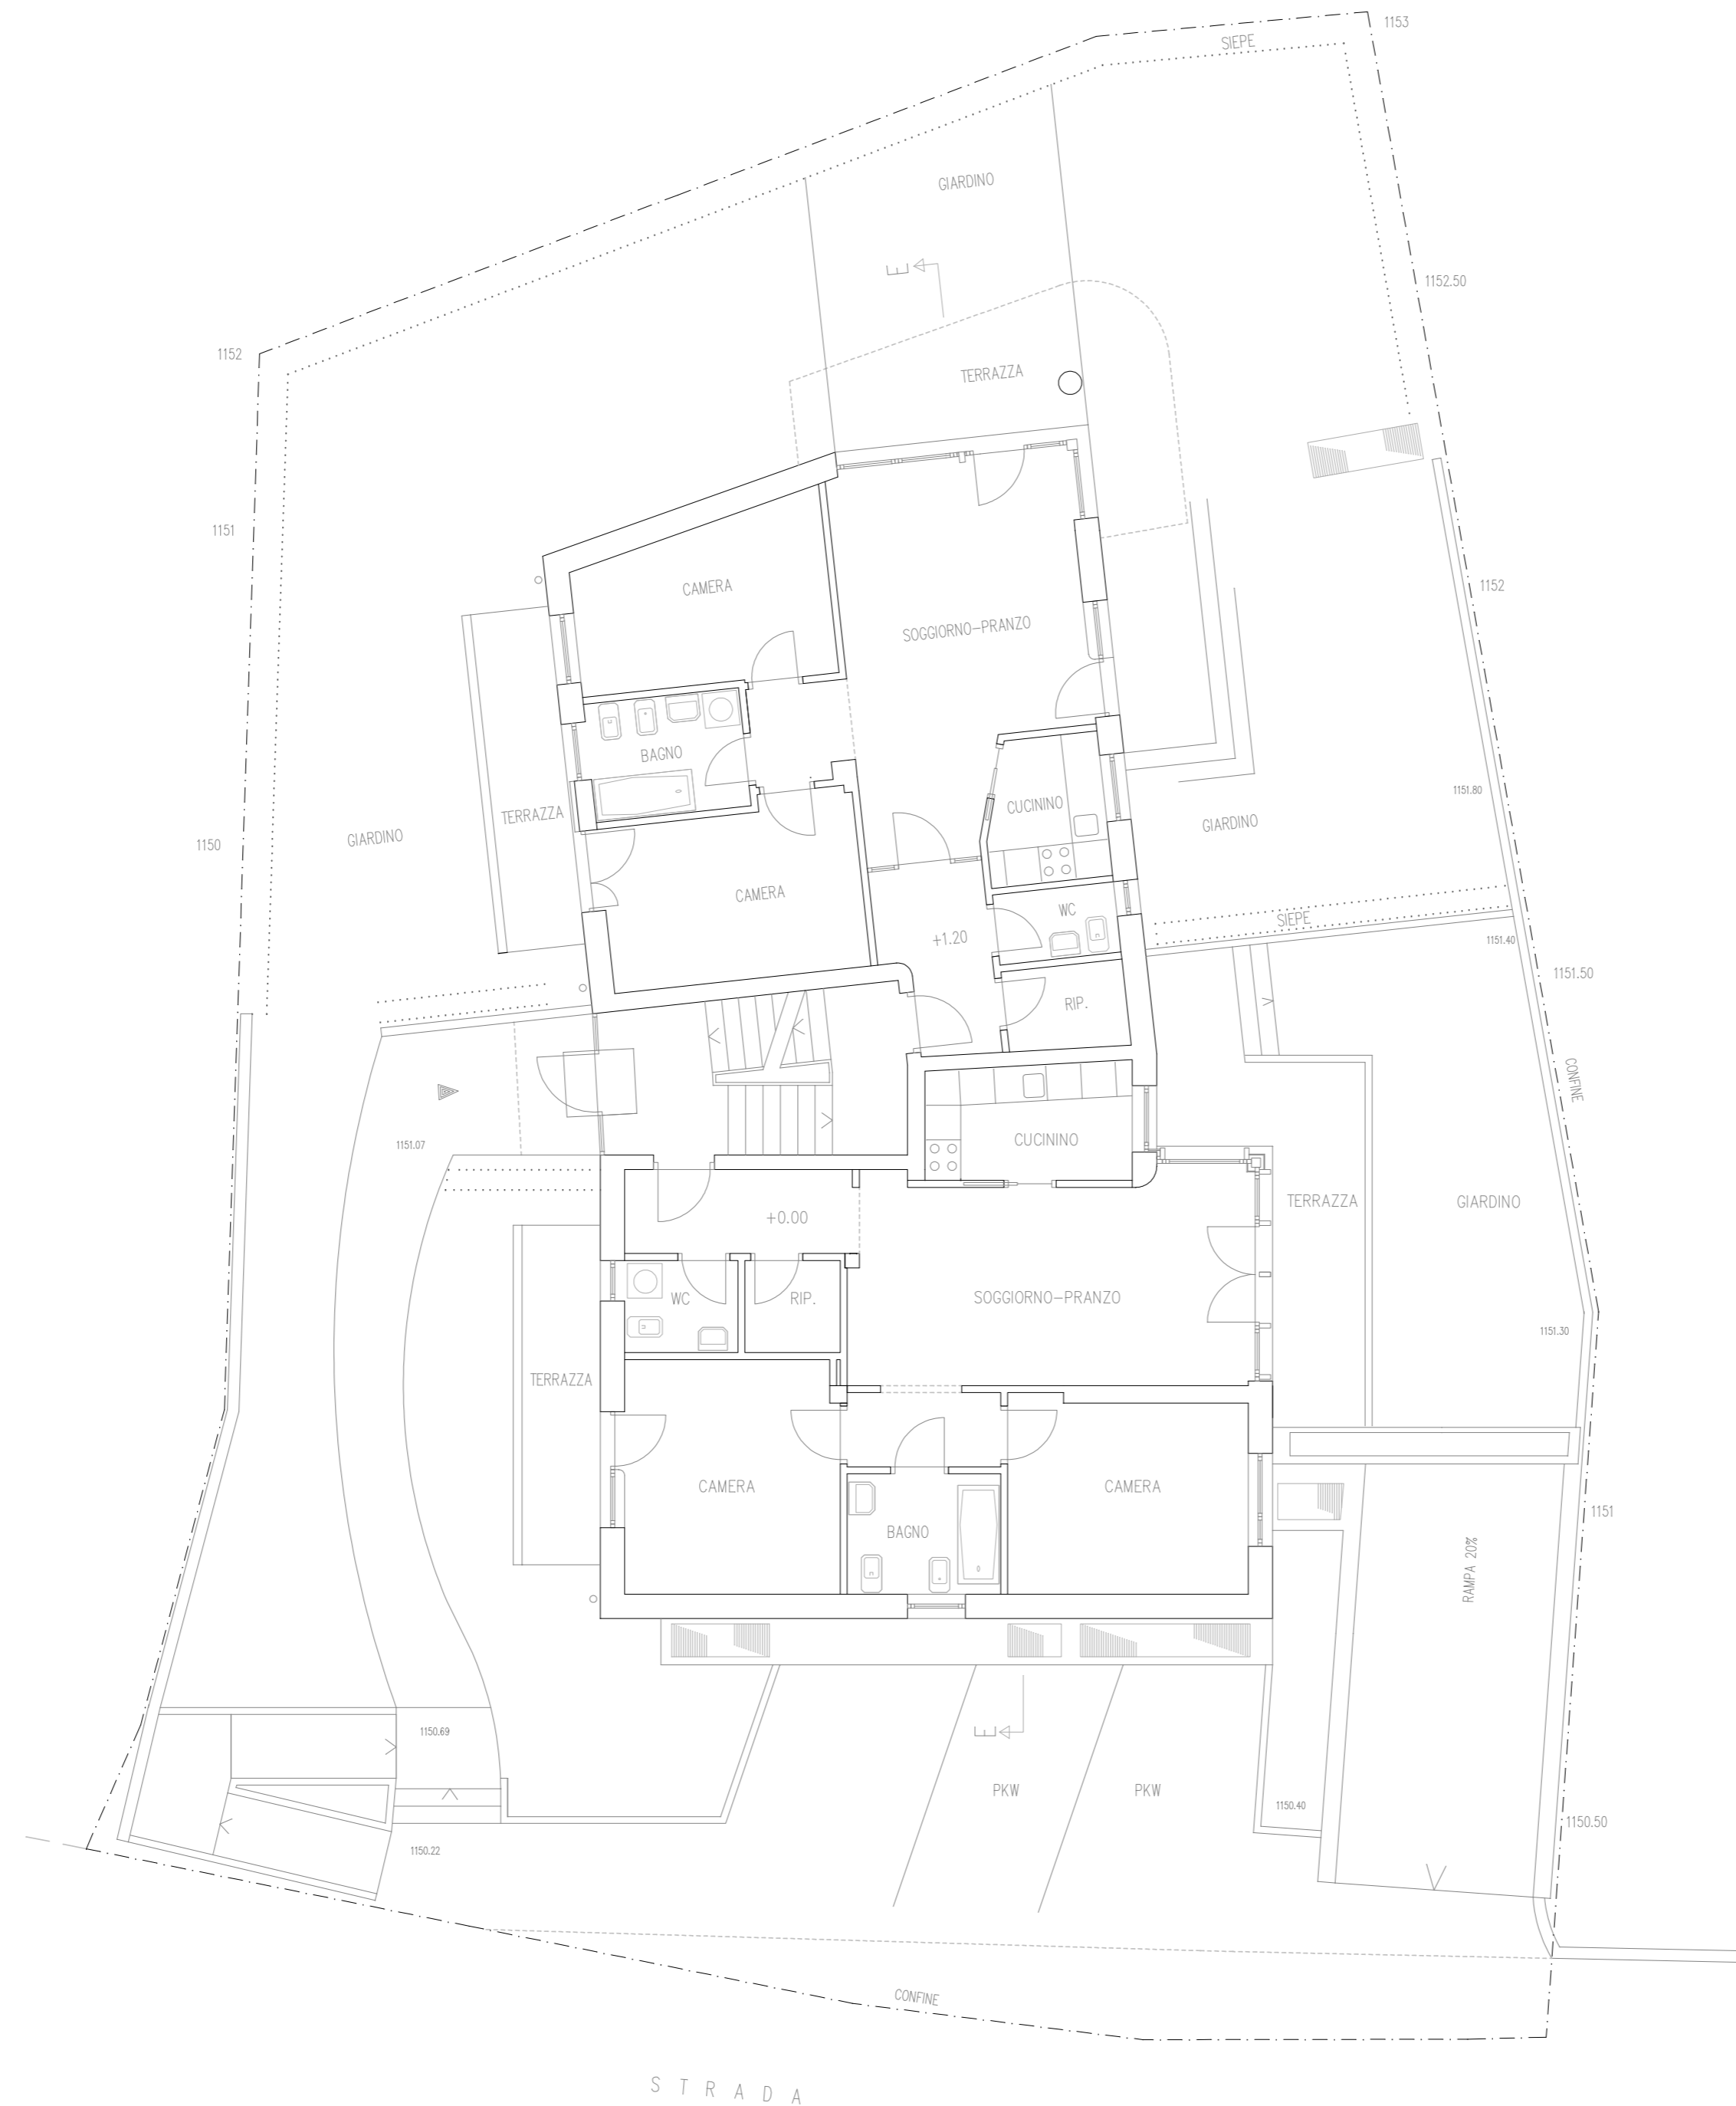 1153
SIEPE
GIARDINO
E
1152.50
1152
TERRAZZA
1151
CAMERA
1152
SOGGIORNO-PRANZO
BAGNO
1151.80
CUCININO
TERRAZZA
GIARDINO
GIARDINO
1150
CAMERA
WC
SIEPE
+1.20
1151.40
1151.50
RIP.
CONFINE
1151.07
CUCININO
TERRAZZA
GIARDINO
+0.00
SOGGIORNO-PRANZO
WC
RIP.
1151.30
TERRAZZA
CAMERA
CAMERA
1151
BAGNO
RAMPA 20%
1150.69
E
PKW
PKW
1150.40
1150.50
1150.22
CONFINE
STRADA